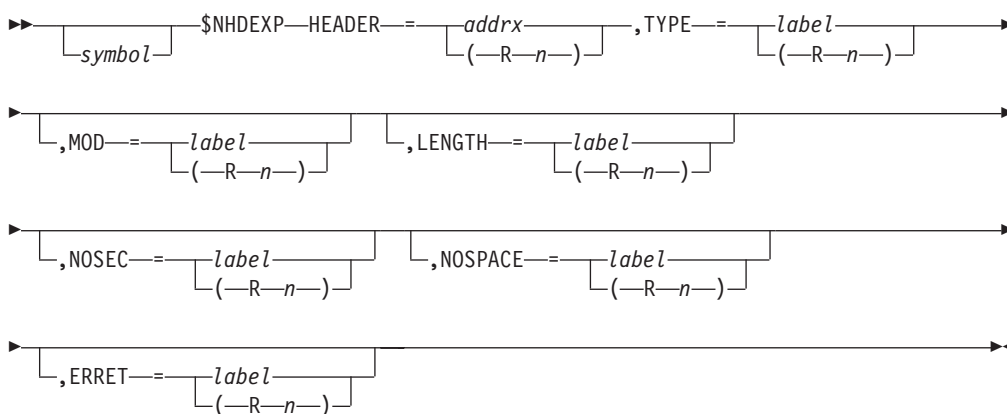 $NHDEXP HEADER = addrx ,TYPE = label
symbol (R n) (R n)
,MOD = label ,LENGTH = label
(R n) (R n)
,NOSEC = label ,NOSPACE = label
(R n) (R n)
,ERRET = label
(R n)